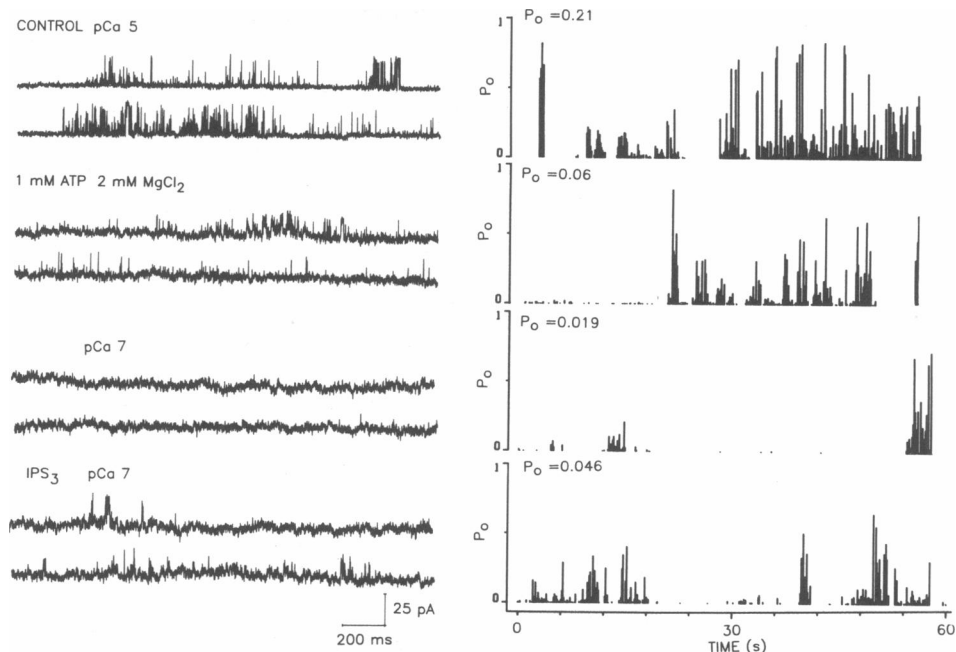 CONTROL pCa 5
1 mM ATP 2 mM MgCl2
pCa 7
IPS3 pCa 7
25 pA
200 ms
Po =0.21
1
Po
0
Po =0.06
1
Po
0
Po =0.019
1
Po
0
Po =0.046
1
Po
0
0 30 60
TIME (s)